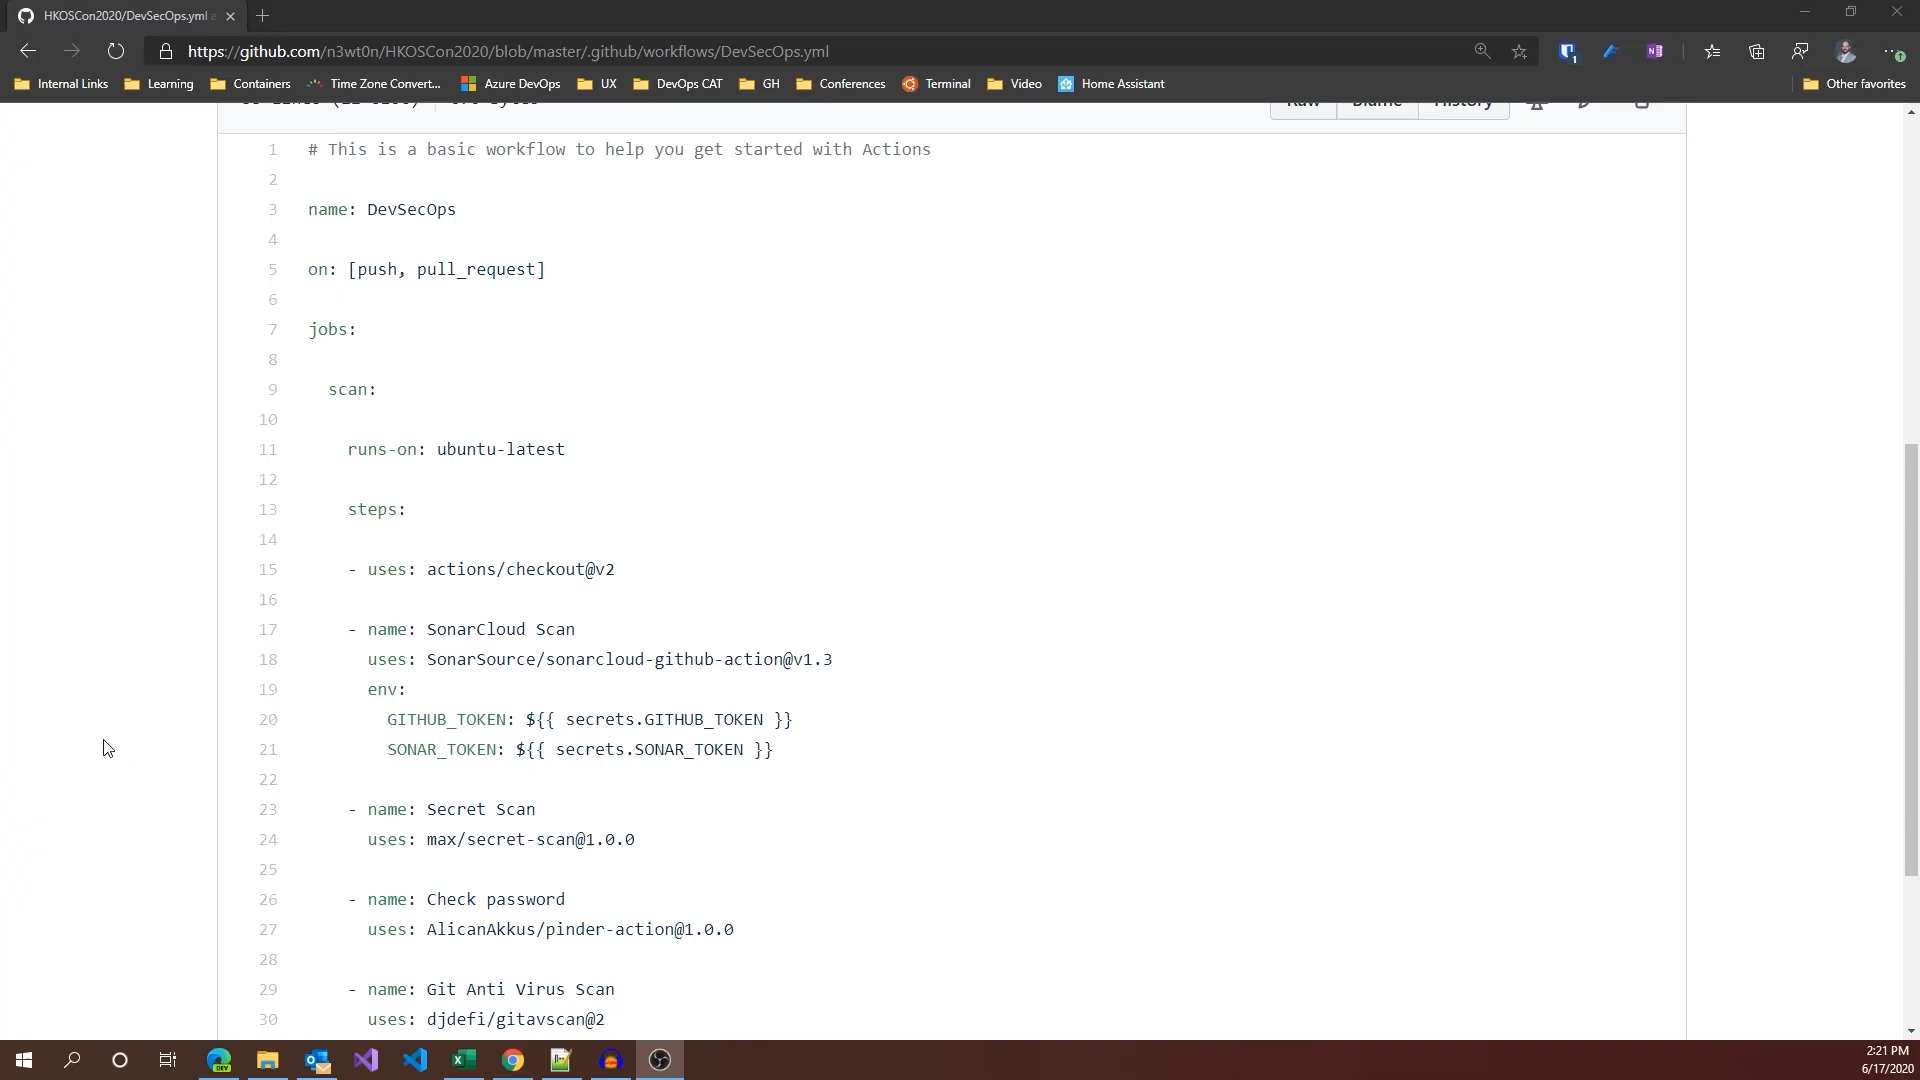 HKOSCon2020/DevSecOps.yml
https://github.com/n3wt0n/HKOSCon2020/blob/master/.github/workflows/DevSecOps.yml
Internal Links
Learning
Containers
Time Zone Convert...
Azure DevOps
UX
DevOps CAT
GH
Conferences
Terminal
Video
Home Assistant
Other favorites
Raw
Blame
History
1 # This is a basic workflow to help you get started with Actions
2
3 name: DevSecOps
4
5 on: [push, pull_request]
6
7 jobs:
8
9 scan:
10
11 runs-on: ubuntu-latest
12
13 steps:
14
15 - uses: actions/checkout@v2
16
17 - name: SonarCloud Scan
18 uses: SonarSource/sonarcloud-github-action@v1.3
19 env:
20 GITHUB_TOKEN: ${{ secrets.GITHUB_TOKEN }}
21 SONAR_TOKEN: ${{ secrets.SONAR_TOKEN }}
22
23 - name: Secret Scan
24 uses: max/secret-scan@1.0.0
25
26 - name: Check password
27 uses: AlicanAkkus/pinder-action@1.0.0
28
29 - name: Git Anti Virus Scan
30 uses: djdefi/gitavscan@2
2:21 PM
6/17/2020